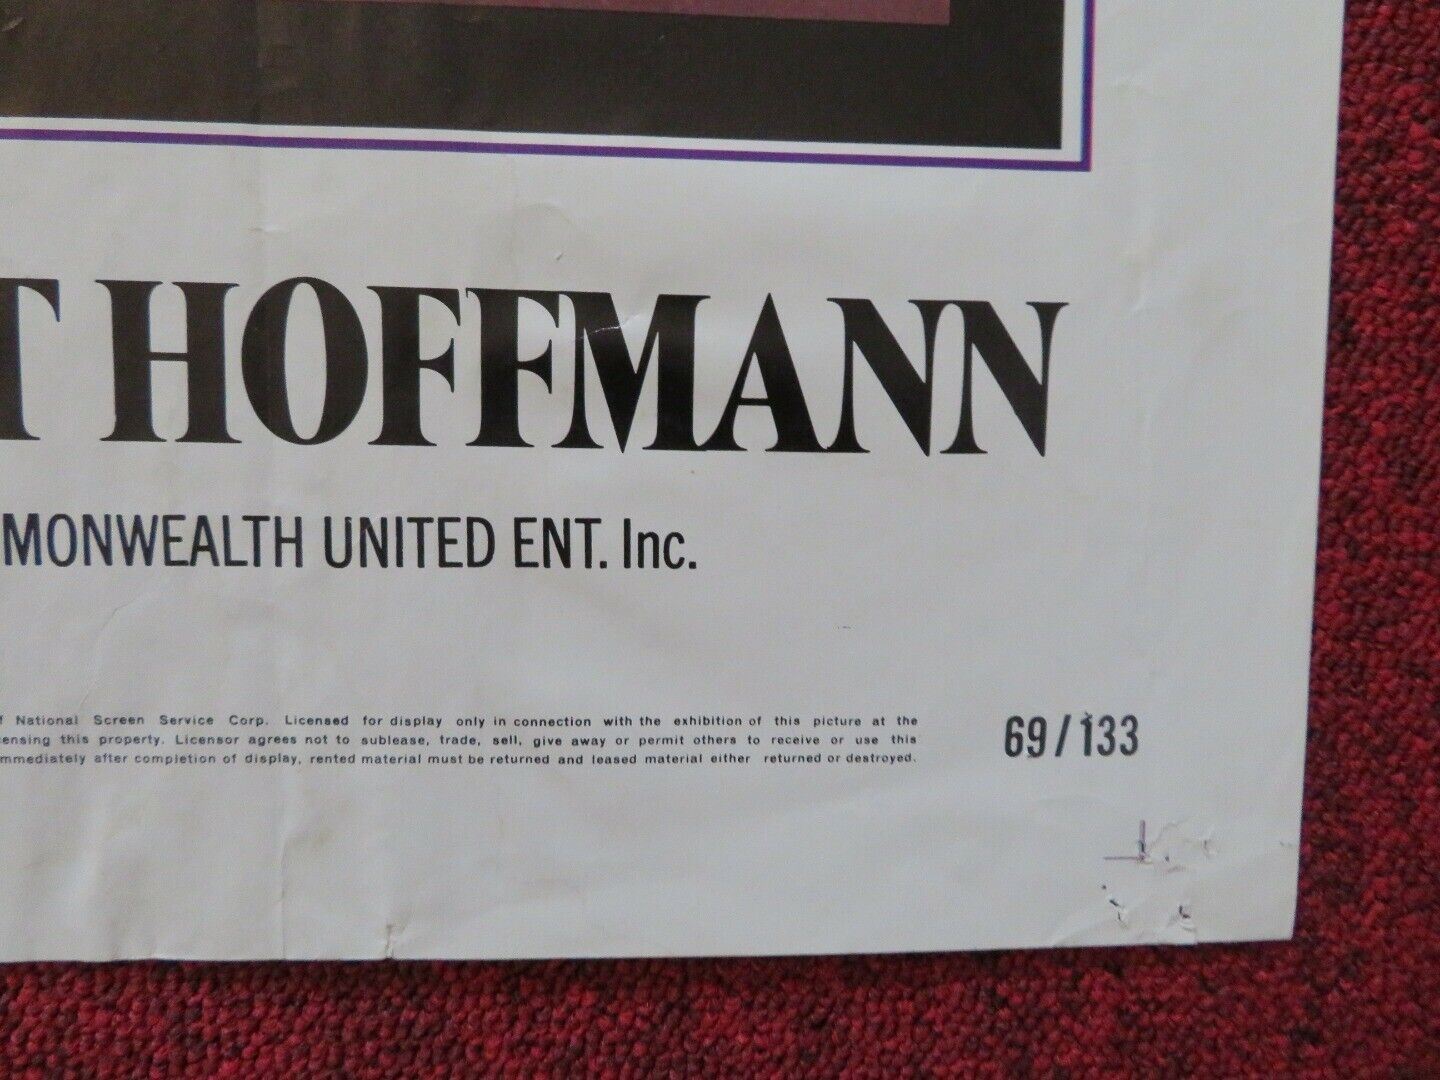 T HOFFMANN
MONWEALTH UNITED ENT. Inc.
f National Screen Service Corp. Licensed for display only in connection with the exhibition of this picture at the
ensing this property. Licensor agrees not to sublease, trade, sell, give away or permit others to receive or use this
mmediately after completion of display, rented material must be returned and leased material either returned or destroyed.
69/133